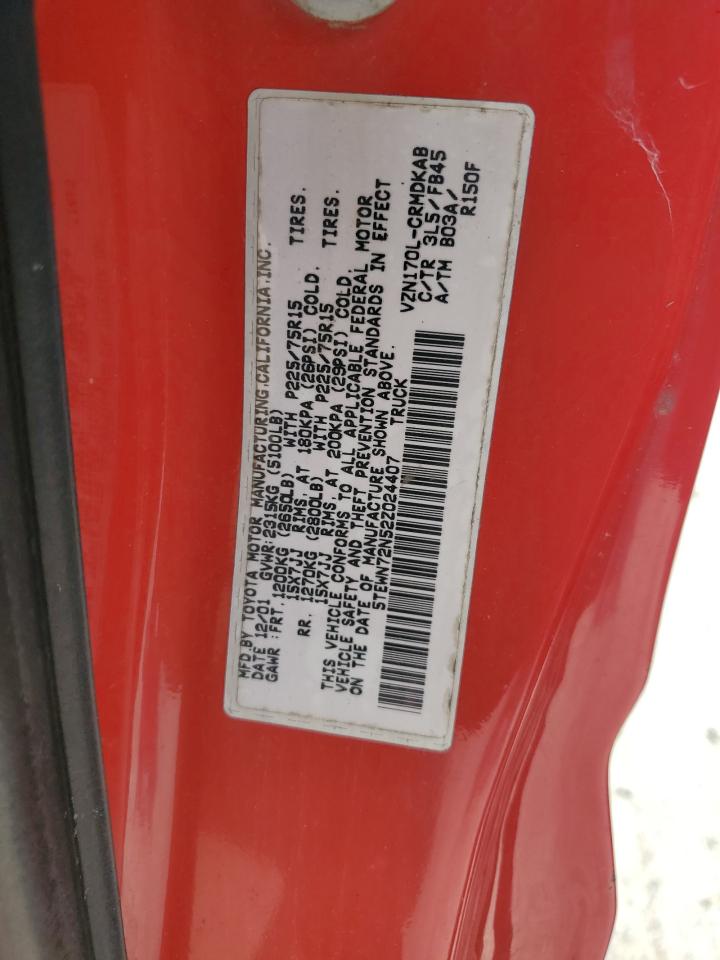 MFD.BY TOYOTA MOTOR MANUFACTURING,CALIFORNIA,INC.
DATE 12/01 GVWR:2315KG (5100LB)
GAWR :FRT.1200KG (2650LB) WITH P225/75R15 TIRES.
15X7JJ RIMS, AT 180KPA (26PSI) COLD.
RR. 1270KG (2800LB) WITH P225/75R15 TIRES.
15X7JJ RIMS, AT 200KPA (29PSI) COLD.
THIS VEHICLE CONFORMS TO ALL APPLICABLE FEDERAL MOTOR
VEHICLE SAFETY AND THEFT PREVENTION STANDARDS IN EFFECT
ON THE DATE OF MANUFACTURE SHOWN ABOVE.
5TEWN72N52Z024407 TRUCK
VZN170L-CRMDKAB
C/TR 3L5/FB45
A/TM B03A/
R150F